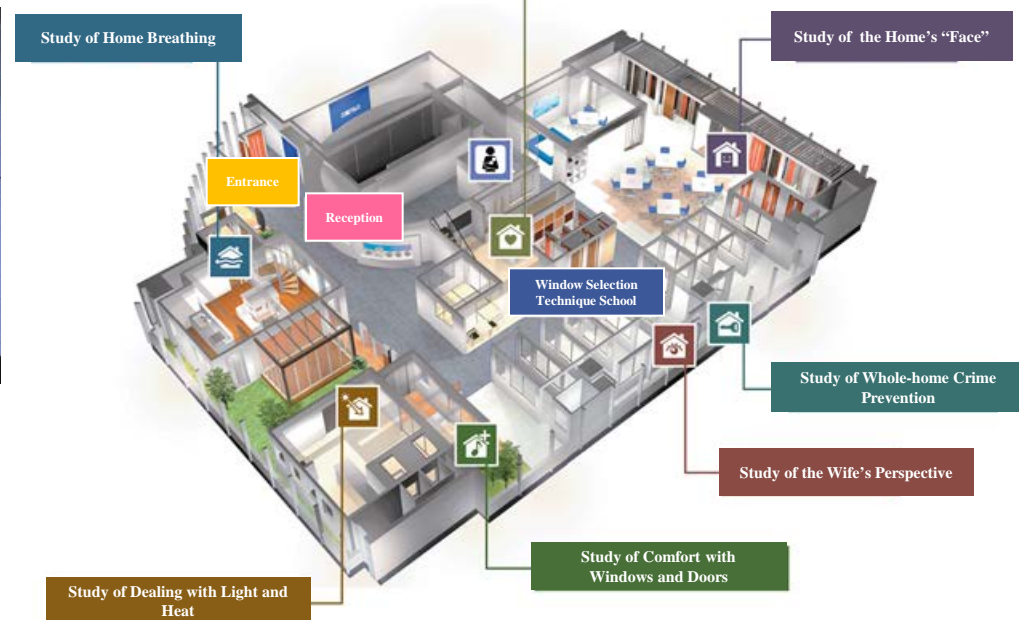 Study of Home Breathing
Study of the Home's “Face”
Entrance
Reception
Window Selection
Technique School
Study of Whole-home Crime
Prevention
Study of the Wife's Perspective
Study of Comfort with
Windows and Doors
Study of Dealing with Light and
Heat